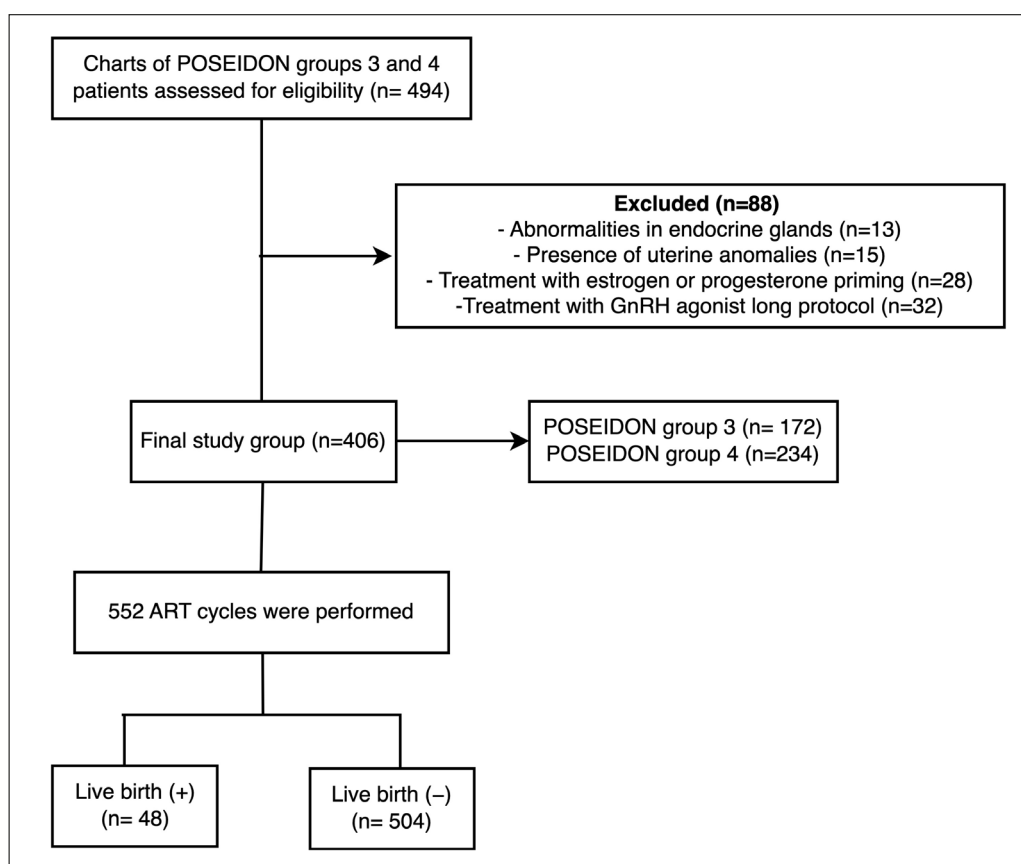 Charts of POSEIDON groups 3 and 4
patients assessed for eligibility (n= 494)
Excluded (n=88)
- Abnormalities in endocrine glands (n=13)
- Presence of uterine anomalies (n=15)
- Treatment with estrogen or progesterone priming (n=28)
-Treatment with GnRH agonist long protocol (n=32)
Final study group (n=406)
POSEIDON group 3 (n= 172)
POSEIDON group 4 (n=234)
552 ART cycles were performed
Live birth (+)
(n= 48)
Live birth (−)
(n= 504)